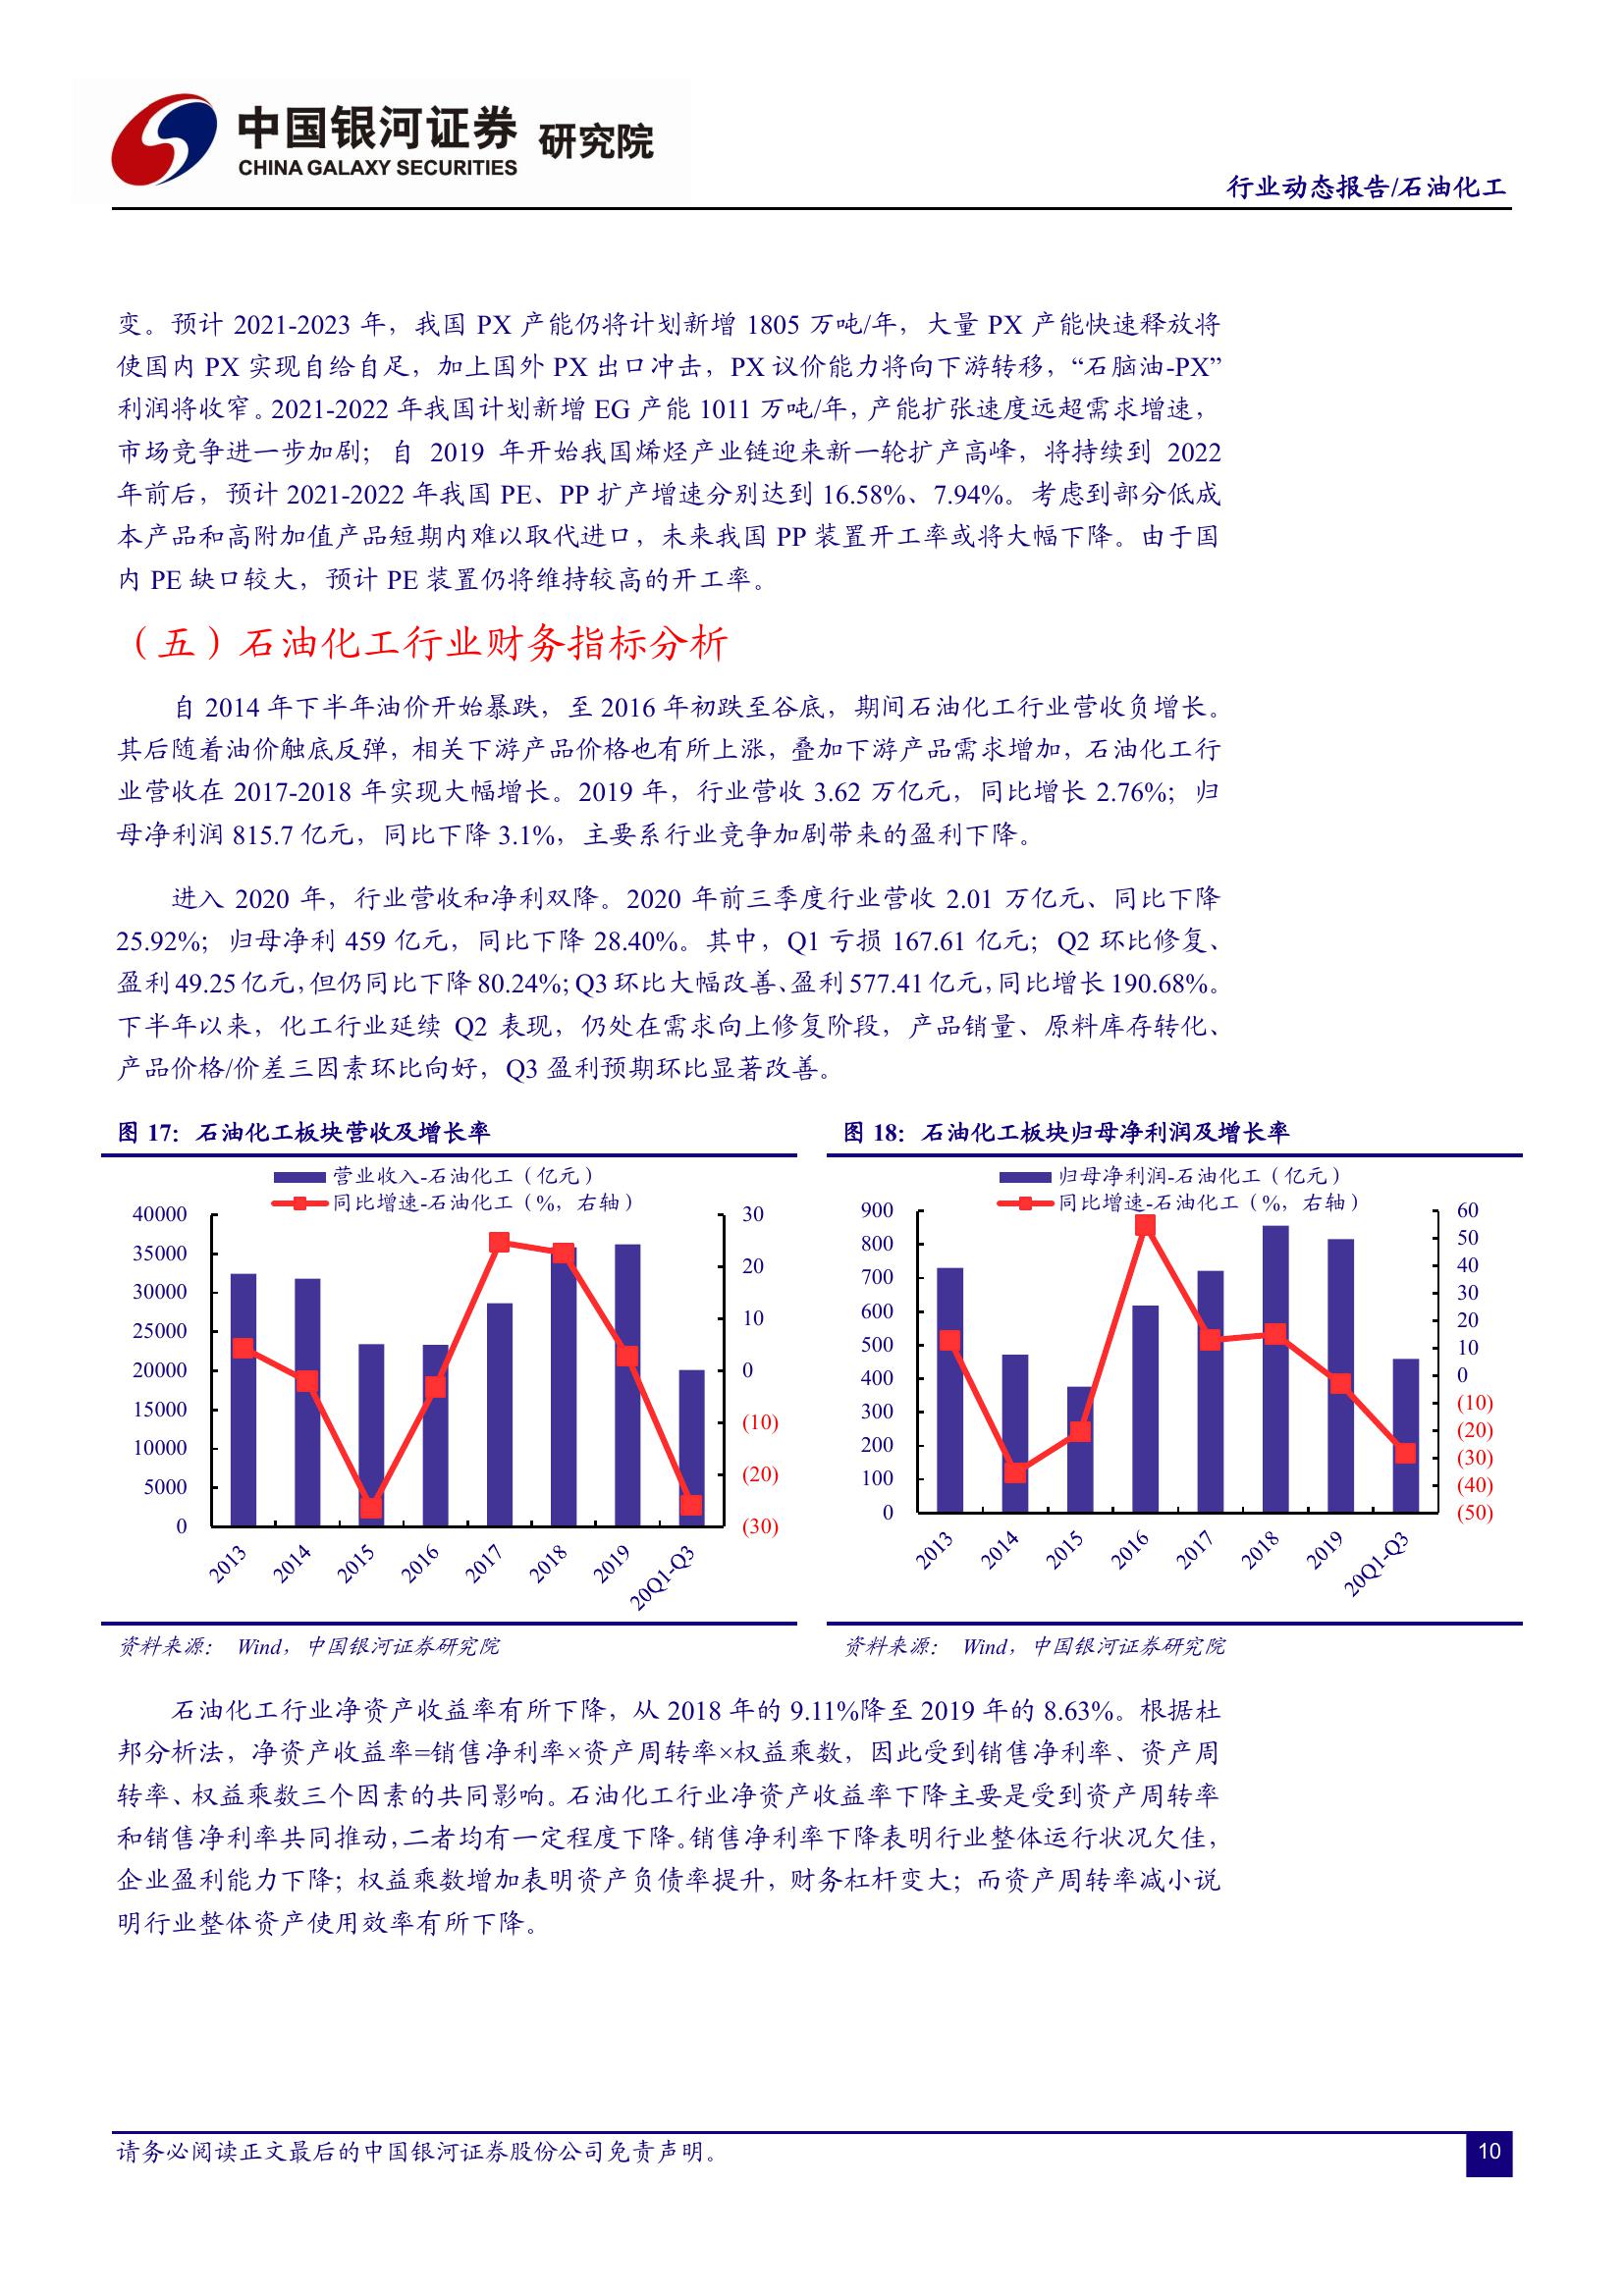 中国银河证券 研究院
CHINA GALAXY SECURITIES
行业动态报告/石油化工
变。预计 2021-2023 年，我国 PX 产能仍将计划新增 1805 万吨/年，大量 PX 产能快速释放将
使国内 PX 实现自给自足，加上国外 PX 出口冲击，PX 议价能力将向下游转移，“石脑油-PX”
利润将收窄。2021-2022 年我国计划新增 EG 产能 1011 万吨/年，产能扩张速度远超需求增速，
市场竞争进一步加剧；自 2019 年开始我国烯烃产业链迎来新一轮扩产高峰，将持续到 2022
年前后，预计 2021-2022 年我国 PE、PP 扩产增速分别达到 16.58%、7.94%。考虑到部分低成
本产品和高附加值产品短期内难以取代进口，未来我国 PP 装置开工率或将大幅下降。由于国
内 PE 缺口较大，预计 PE 装置仍将维持较高的开工率。
（五）石油化工行业财务指标分析
自 2014 年下半年油价开始暴跌，至 2016 年初跌至谷底，期间石油化工行业营收负增长。
其后随着油价触底反弹，相关下游产品价格也有所上涨，叠加下游产品需求增加，石油化工行
业营收在 2017-2018 年实现大幅增长。2019 年，行业营收 3.62 万亿元，同比增长 2.76%；归
母净利润 815.7 亿元，同比下降 3.1%，主要系行业竞争加剧带来的盈利下降。
进入 2020 年，行业营收和净利双降。2020 年前三季度行业营收 2.01 万亿元、同比下降
25.92%；归母净利 459 亿元，同比下降 28.40%。其中，Q1 亏损 167.61 亿元；Q2 环比修复、
盈利 49.25 亿元，但仍同比下降 80.24%；Q3 环比大幅改善、盈利 577.41 亿元，同比增长 190.68%。
下半年以来，化工行业延续 Q2 表现，仍处在需求向上修复阶段，产品销量、原料库存转化、
产品价格/价差三因素环比向好，Q3 盈利预期环比显著改善。
图 17：石油化工板块营收及增长率
营业收入-石油化工（亿元）
同比增速-石油化工（%，右轴）
40000
35000
30000
25000
20000
15000
10000
5000
0
30
20
10
0
(10)
(20)
(30)
2013
2014
2015
2016
2017
2018
2019
20Q1-Q3
资料来源： Wind，中国银河证券研究院
图 18：石油化工板块归母净利润及增长率
归母净利润-石油化工（亿元）
同比增速-石油化工（%，右轴）
900
800
700
600
500
400
300
200
100
0
60
50
40
30
20
10
0
(10)
(20)
(30)
(40)
(50)
2013
2014
2015
2016
2017
2018
2019
20Q1-Q3
资料来源： Wind，中国银河证券研究院
石油化工行业净资产收益率有所下降，从 2018 年的 9.11%降至 2019 年的 8.63%。根据杜
邦分析法，净资产收益率=销售净利率×资产周转率×权益乘数，因此受到销售净利率、资产周
转率、权益乘数三个因素的共同影响。石油化工行业净资产收益率下降主要是受到资产周转率
和销售净利率共同推动，二者均有一定程度下降。销售净利率下降表明行业整体运行状况欠佳，
企业盈利能力下降；权益乘数增加表明资产负债率提升，财务杠杆变大；而资产周转率减小说
明行业整体资产使用效率有所下降。
请务必阅读正文最后的中国银河证券股份公司免责声明。
10